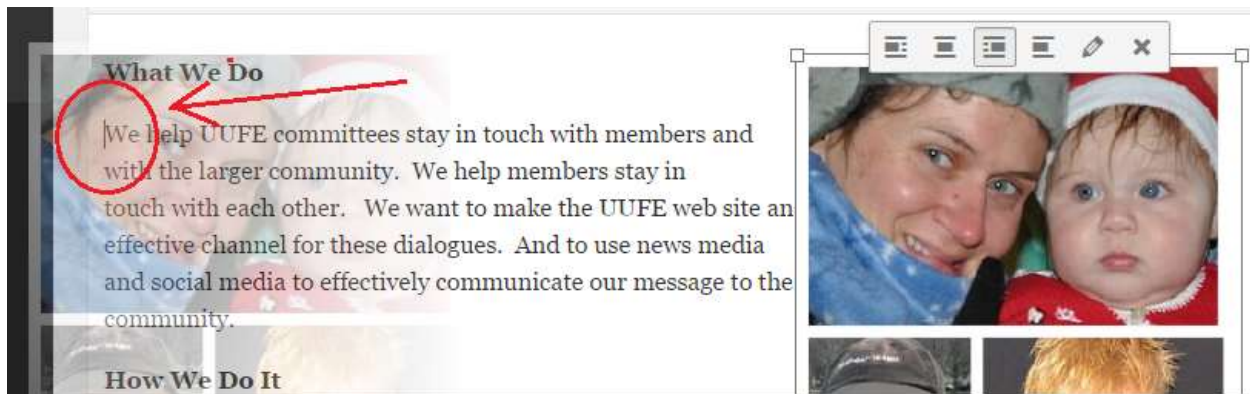 What We Do
We help UUFE committees stay in touch with members and
with the larger community.  We help members stay in
touch with each other.   We want to make the UUFE web site an
effective channel for these dialogues.  And to use news media
and social media to effectively communicate our message to the
community.
How We Do It